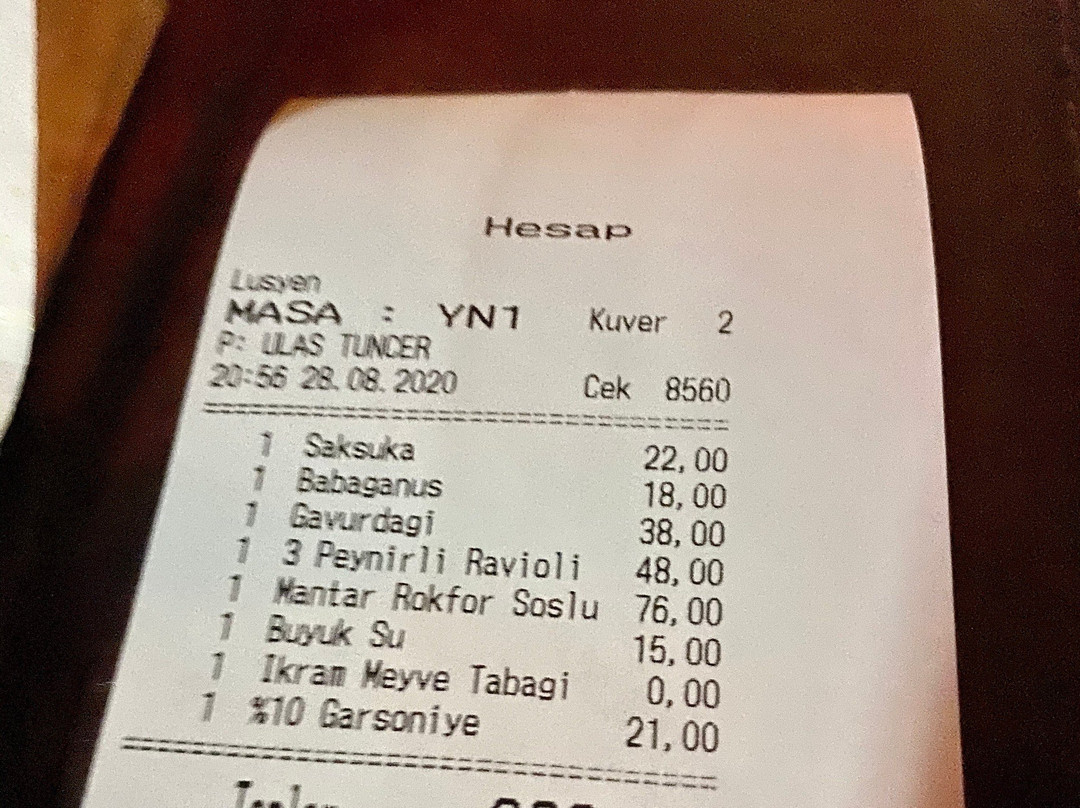 Hesap
Lusyen
MASA : YN1 Kuver 2
P: ULAS TUNCER
20:56 28.08.2020 Cek 8560
==========================================
1 Saksuka 22,00
1 Babaganus 18,00
1 Gavurdagi 38,00
1 3 Peynirli Ravioli 48,00
1 Mantar Rokfor Soslu 76,00
1 Buyuk Su 15,00
1 Ikram Meyve Tabagi 0,00
1 %10 Garsoniye 21,00
==========================================